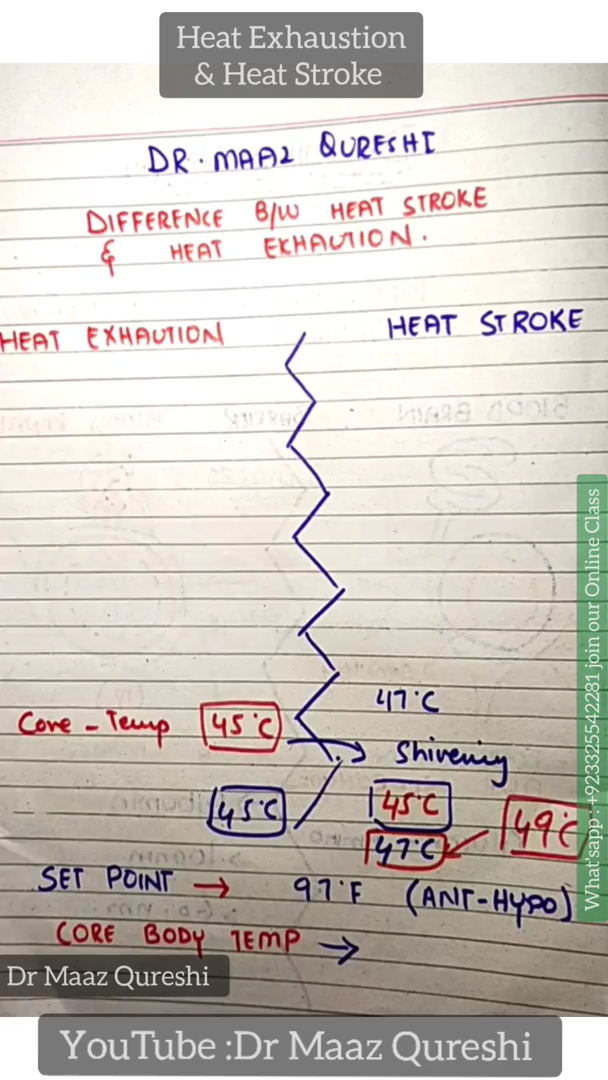 Heat Exhaustion
& Heat Stroke
DR. MAAZ QURESHI
DIFFERENCE B/W HEAT STROKE
& HEAT EXHAUTION.
HEAT EXHAUTION
HEAT STROKE
47°C
Core-Temp 45°C
Shivering
45°C
45°C
47°C
49°C
SET POINT → 97°F (ANT-HYPO)
CORE BODY TEMP →
Dr Maaz Qureshi
What'sapp :+923325542281 join our Online Class
YouTube :Dr Maaz Qureshi